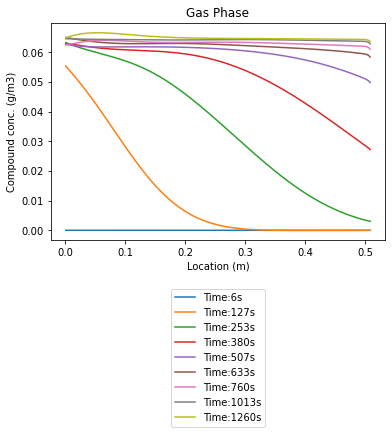 Gas Phase
Compound conc. (g/m3)
0.06
0.05
0.04
0.03
0.02
0.01
0.00
0.0 0.1 0.2 0.3 0.4 0.5
Location (m)
Time:6s
Time:127s
Time:253s
Time:380s
Time:507s
Time:633s
Time:760s
Time:1013s
Time:1260s